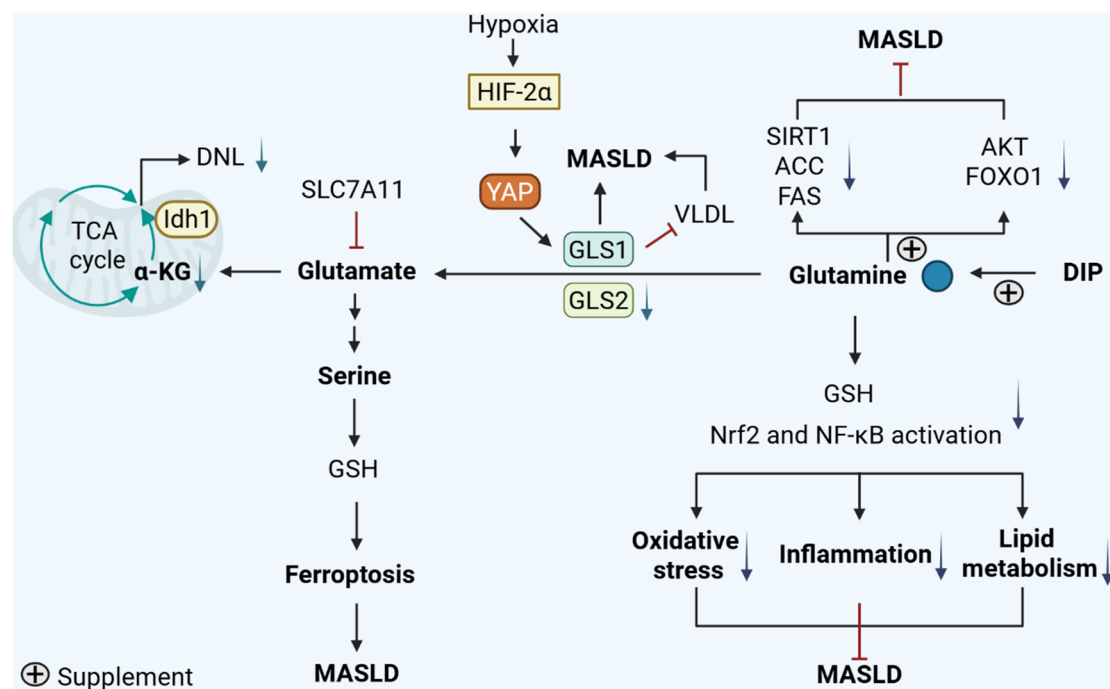 Hypoxia
HIF-2α
YAP
MASLD
VLDL
GLS1
GLS2
MASLD
SIRT1
ACC
FAS
AKT
FOXO1
DNL
Idh1
TCA
cycle
α-KG
SLC7A11
Glutamate
Glutamine
DIP
Serine
GSH
Ferroptosis
MASLD
GSH
Nrf2 and NF-κB activation
Oxidative
stress
Inflammation
Lipid
metabolism
MASLD
Supplement